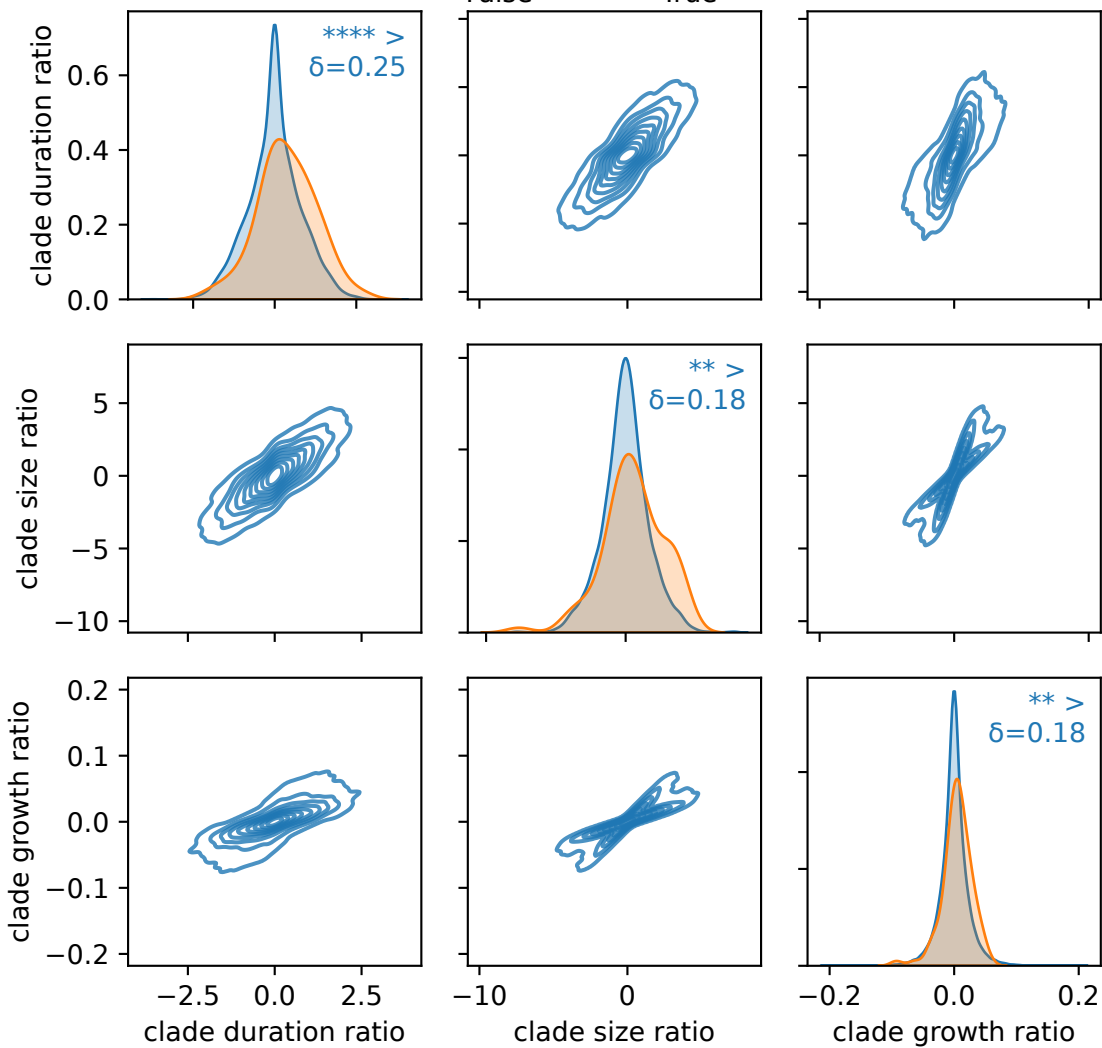 **** >
δ=0.25
clade duration ratio
0.6
0.4
0.2
0.0
** >
δ=0.18
clade size ratio
5
0
−5
−10
** >
δ=0.18
clade growth ratio
0.2
0.1
0.0
−0.1
−0.2
−2.5 0.0 2.5
−10 0
−0.2 0.0 0.2
clade duration ratio
clade size ratio
clade growth ratio